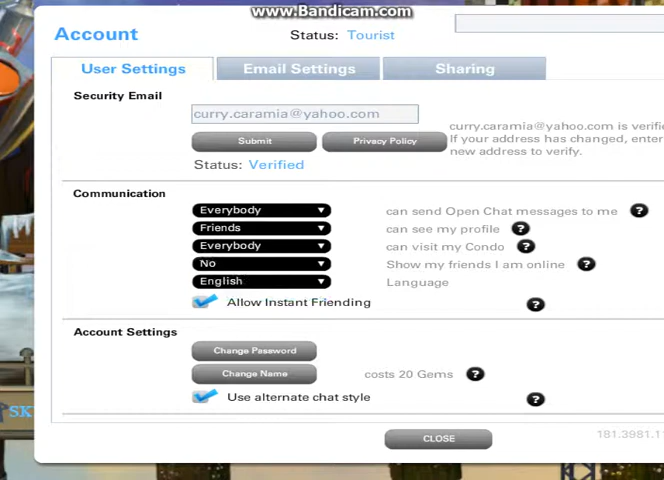 www.Bandicam.com
Account
Status: Tourist
User Settings
Email Settings
Sharing
Security Email
curry.caramia@yahoo.com
curry.caramia@yahoo.com is
If your address has changed, enter
new address to verify.
Submit
Privacy Policy
Status: Verified
Communication
Everybody
can send Open Chat messages to me ?
Friends
can see my profile ?
Everybody
can visit my Condo ?
No
Show my friends I am online ?
English
Language
Allow Instant Friending ?
Account Settings
Change Password
Change Name
costs 20 Gems ?
Use alternate chat style ?
CLOSE